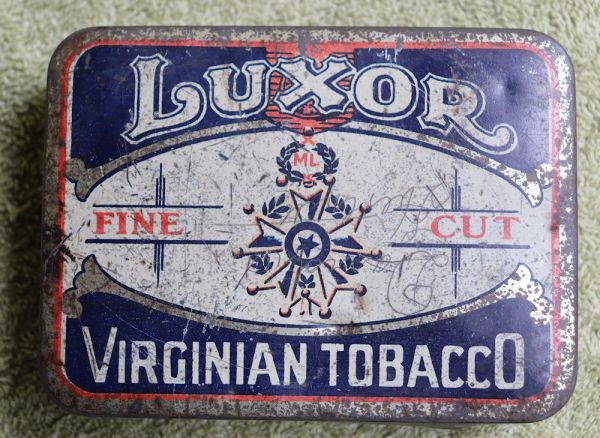 LUXOR
ML
FINE CUT
VIRGINIAN TOBACCO